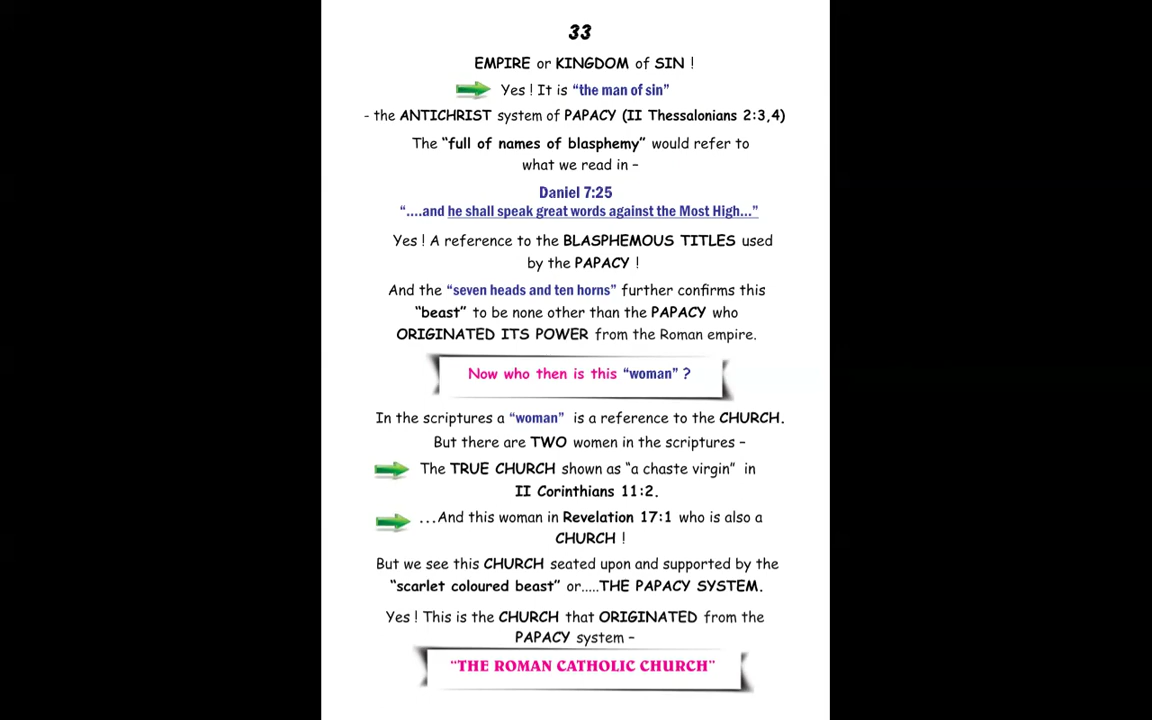 33
EMPIRE or KINGDOM of SIN !
Yes ! It is “the man of sin”
- the ANTICHRIST system of PAPACY (II Thessalonians 2:3,4)
The “full of names of blasphemy” would refer to
what we read in –
Daniel 7:25
“....and he shall speak great words against the Most High...”
Yes ! A reference to the BLASPHEMOUS TITLES used
by the PAPACY !
And the “seven heads and ten horns” further confirms this
“beast” to be none other than the PAPACY who
ORIGINATED ITS POWER from the Roman empire.
Now who then is this “woman” ?
In the scriptures a “woman” is a reference to the CHURCH.
But there are TWO women in the scriptures –
The TRUE CHURCH shown as “a chaste virgin” in
II Corinthians 11:2.
...And this woman in Revelation 17:1 who is also a
CHURCH !
But we see this CHURCH seated upon and supported by the
“scarlet coloured beast” or.....THE PAPACY SYSTEM.
Yes ! This is the CHURCH that ORIGINATED from the
PAPACY system –
“THE ROMAN CATHOLIC CHURCH”